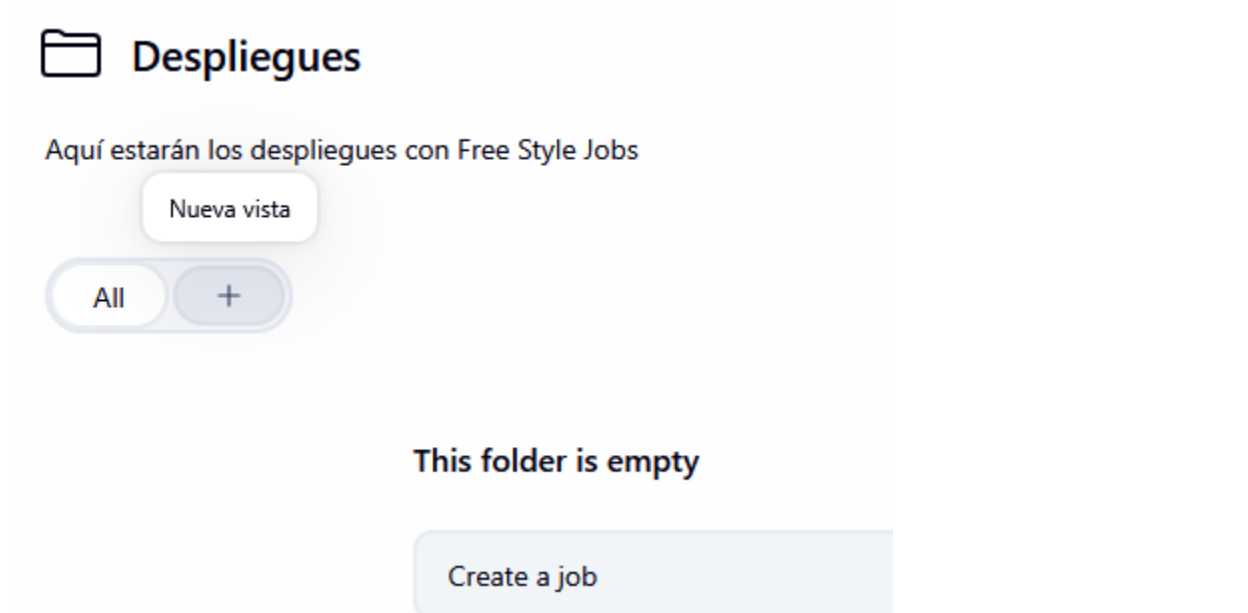 Despliegues
Aquí estarán los despliegues con Free Style Jobs
Nueva vista
All +
This folder is empty
Create a job